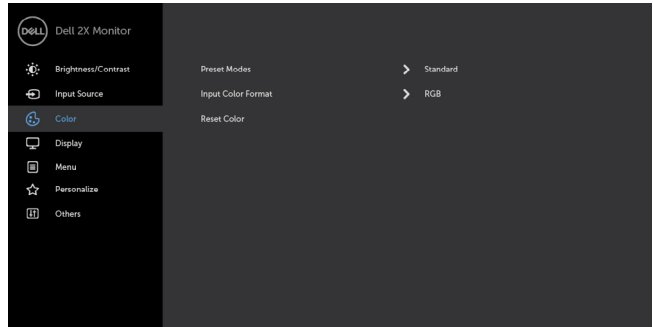 DELL Dell 2X Monitor
Brightness/Contrast Preset Modes Standard
Input Source Input Color Format RGB
Color Reset Color
Display
Menu
Personalize
Others